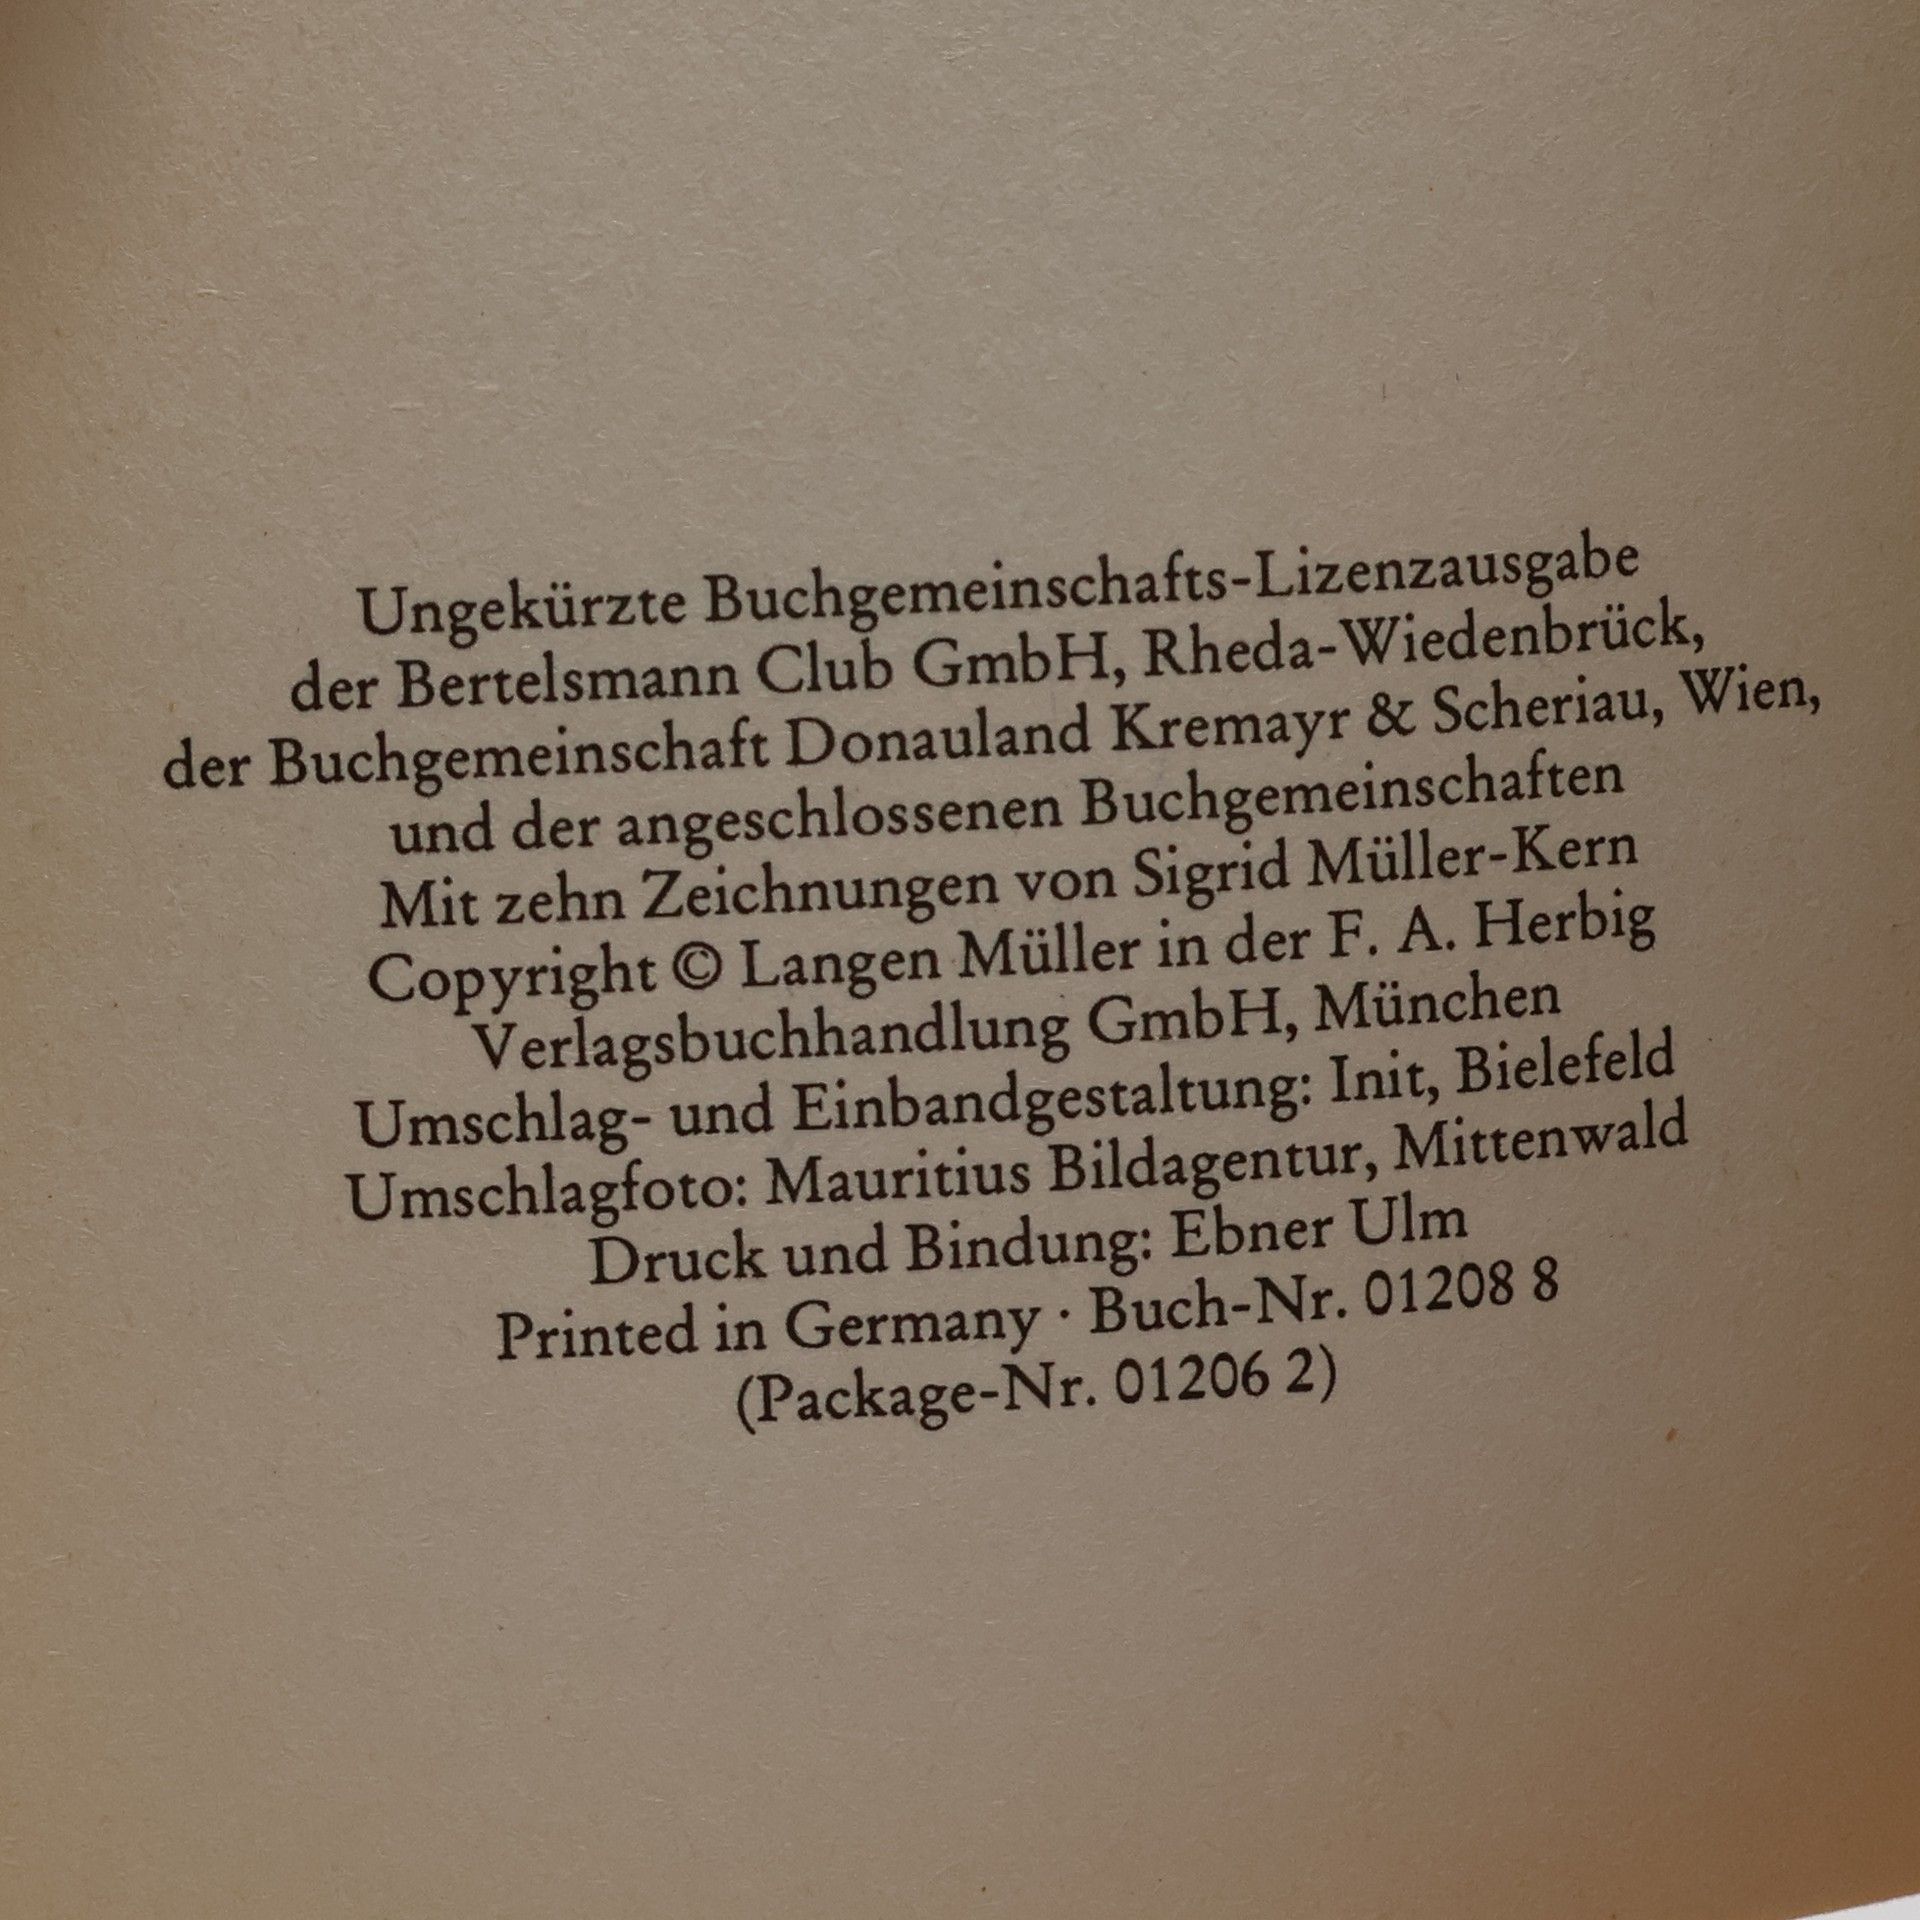 Ungekürzte Buchgemeinschafts-Lizenzausgabe
der Bertelsmann Club GmbH, Rheda-Wiedenbrück,
der Buchgemeinschaft Donauland Kremayr & Scheriau, Wien,
und der angeschlossenen Buchgemeinschaften
Mit zehn Zeichnungen von Sigrid Müller-Kern
Copyright © Langen Müller in der F. A. Herbig
Verlagsbuchhandlung GmbH, München
Umschlag- und Einbandgestaltung: Init, Bielefeld
Umschlagfoto: Mauritius Bildagentur, Mittenwald
Druck und Bindung: Ebner Ulm
Printed in Germany · Buch-Nr. 01208 8
(Package-Nr. 01206 2)